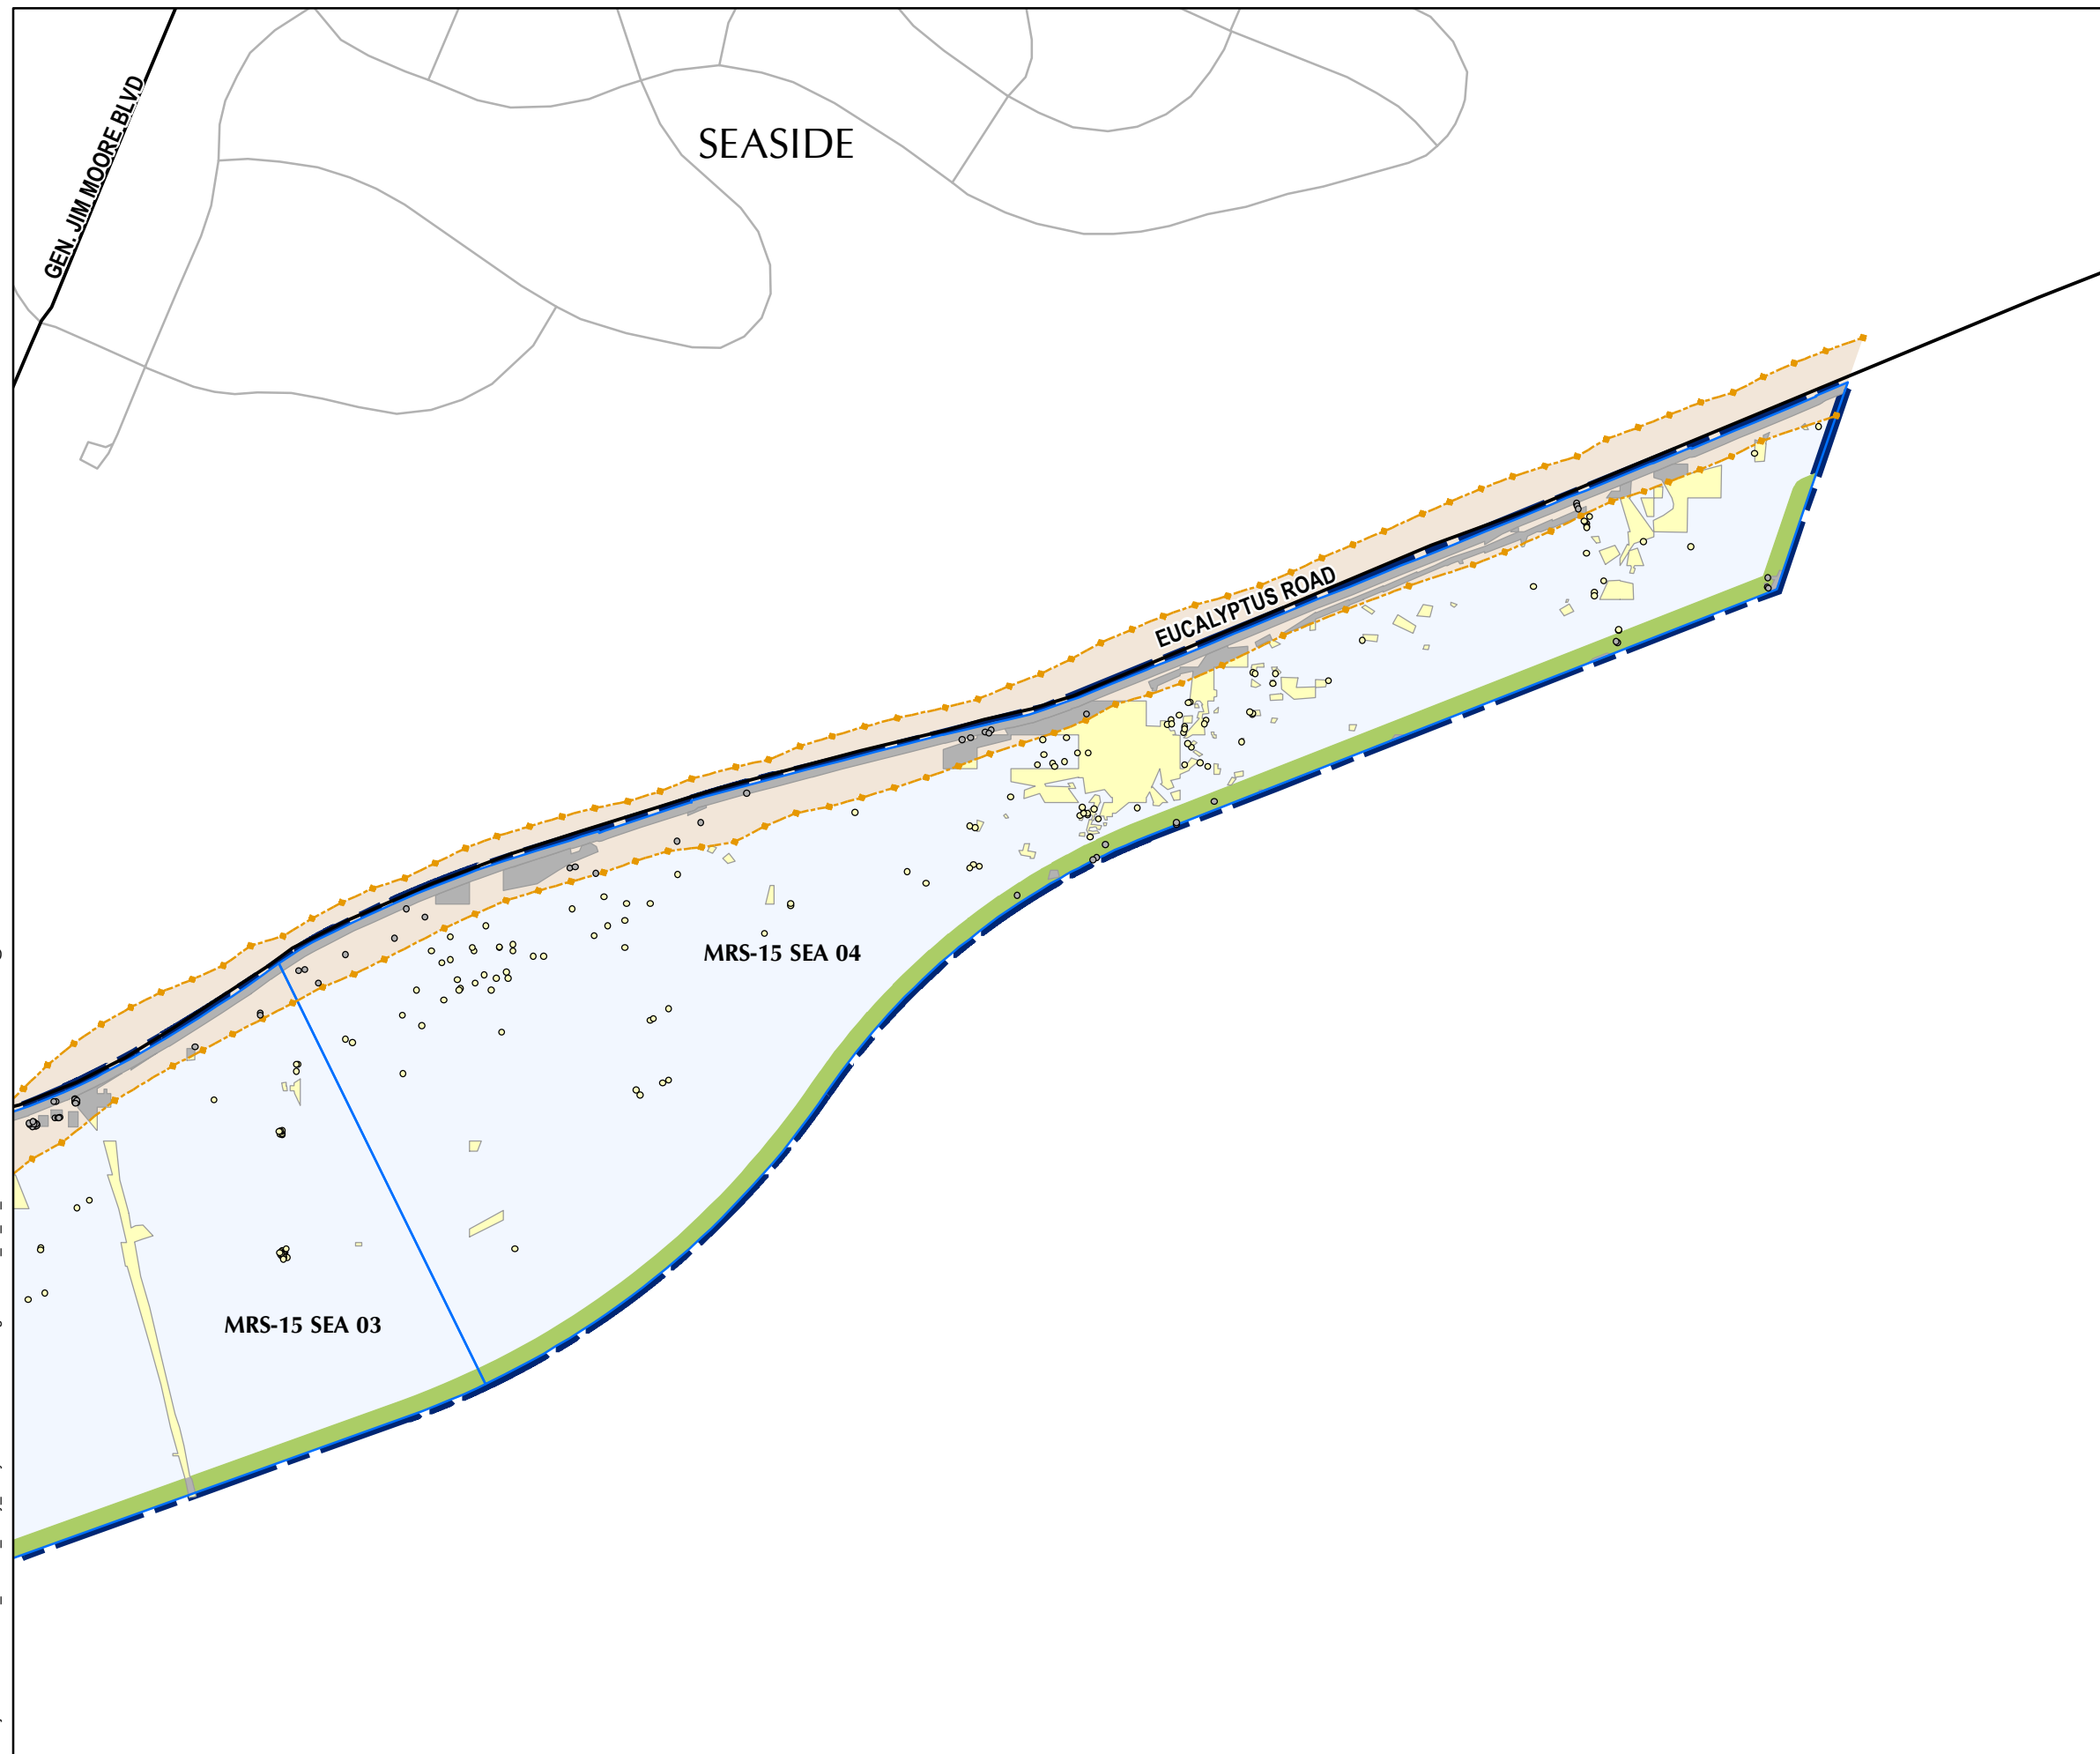 GEN. JIM MOORE BLVD
SEASIDE
EUCALYPTUS ROAD
MRS-15 SEA 04
MRS-15 SEA 03